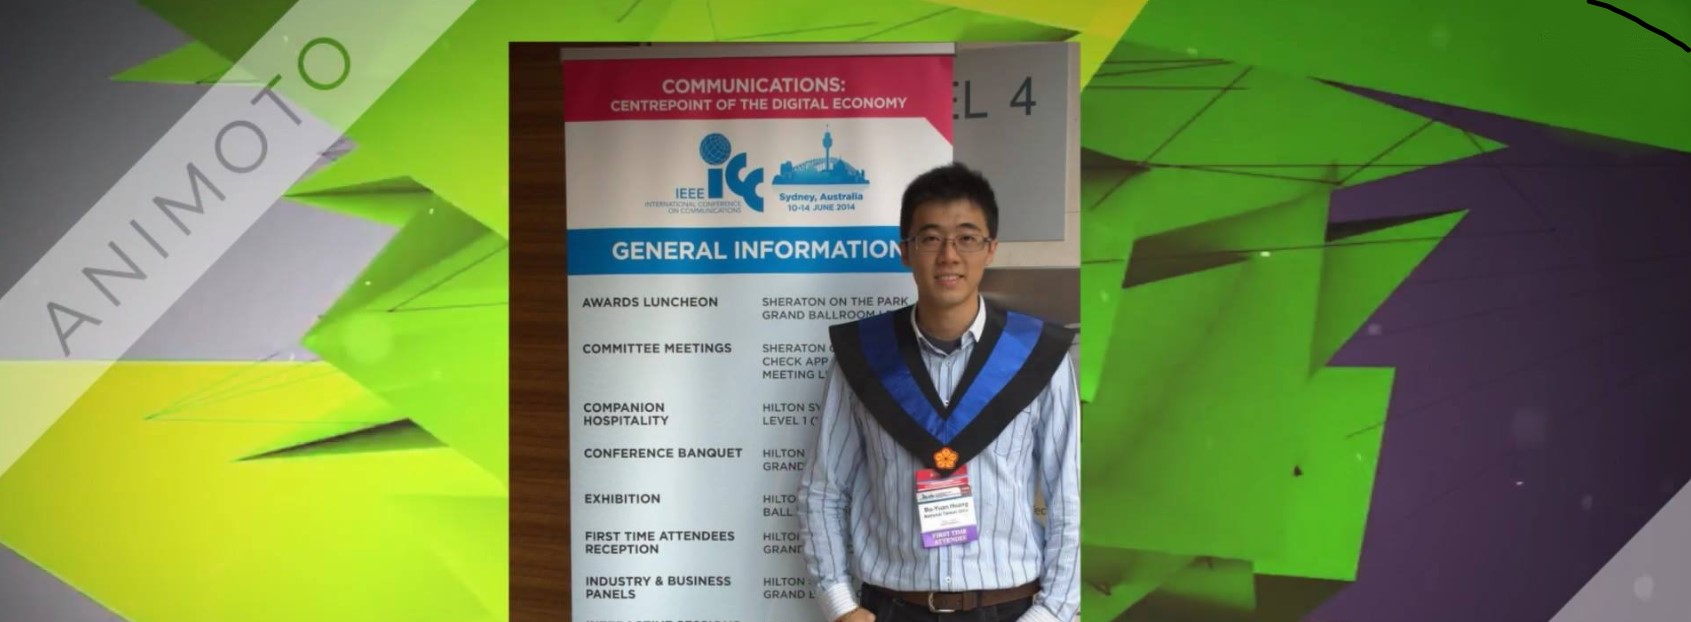 ANIMOTO
COMMUNICATIONS:
CENTREPOINT OF THE DIGITAL ECONOMY
EL 4
IEEE icc
INTERNATIONAL CONFERENCE
ON COMMUNICATIONS
Sydney, Australia
10-14 JUNE 2014
GENERAL INFORMATION
AWARDS LUNCHEON
SHERATON ON THE PARK
GRAND BALLROOM
COMMITTEE MEETINGS
SHERATON
CHECK APP
MEETING
COMPANION
HOSPITALITY
HILTON SY
LEVEL 1
CONFERENCE BANQUET
HILTON
GRAND
EXHIBITION
HILTO
BALL
FIRST TIME ATTENDEES
RECEPTION
HILTO
GRAND
INDUSTRY & BUSINESS
PANELS
HILTON
GRAND
FIRST TIME
ATTENDEE